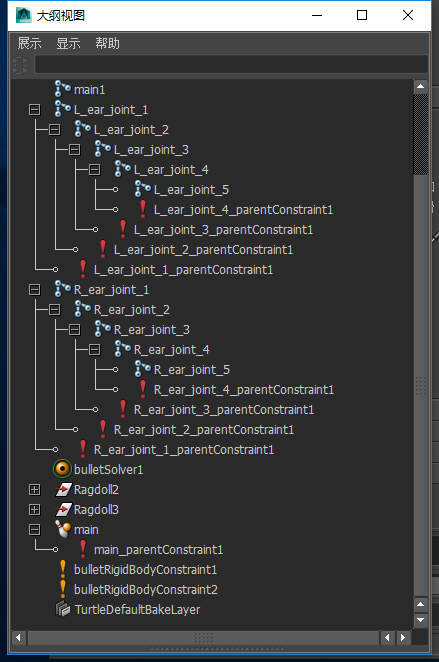 大纲视图
展示 显示 帮助
main1
L_ear_joint_1
L_ear_joint_2
L_ear_joint_3
L_ear_joint_4
L_ear_joint_5
L_ear_joint_4_parentConstraint1
L_ear_joint_3_parentConstraint1
L_ear_joint_2_parentConstraint1
L_ear_joint_1_parentConstraint1
R_ear_joint_1
R_ear_joint_2
R_ear_joint_3
R_ear_joint_4
R_ear_joint_5
R_ear_joint_4_parentConstraint1
R_ear_joint_3_parentConstraint1
R_ear_joint_2_parentConstraint1
R_ear_joint_1_parentConstraint1
bulletSolver1
Ragdoll2
Ragdoll3
main
main_parentConstraint1
bulletRigidBodyConstraint1
bulletRigidBodyConstraint2
TurtleDefaultBakeLayer